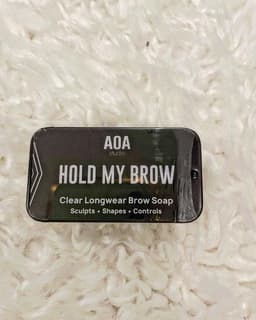 AOA
studio
HOLD MY BROW
Clear Longwear Brow Soap
Sculpts • Shapes • Controls